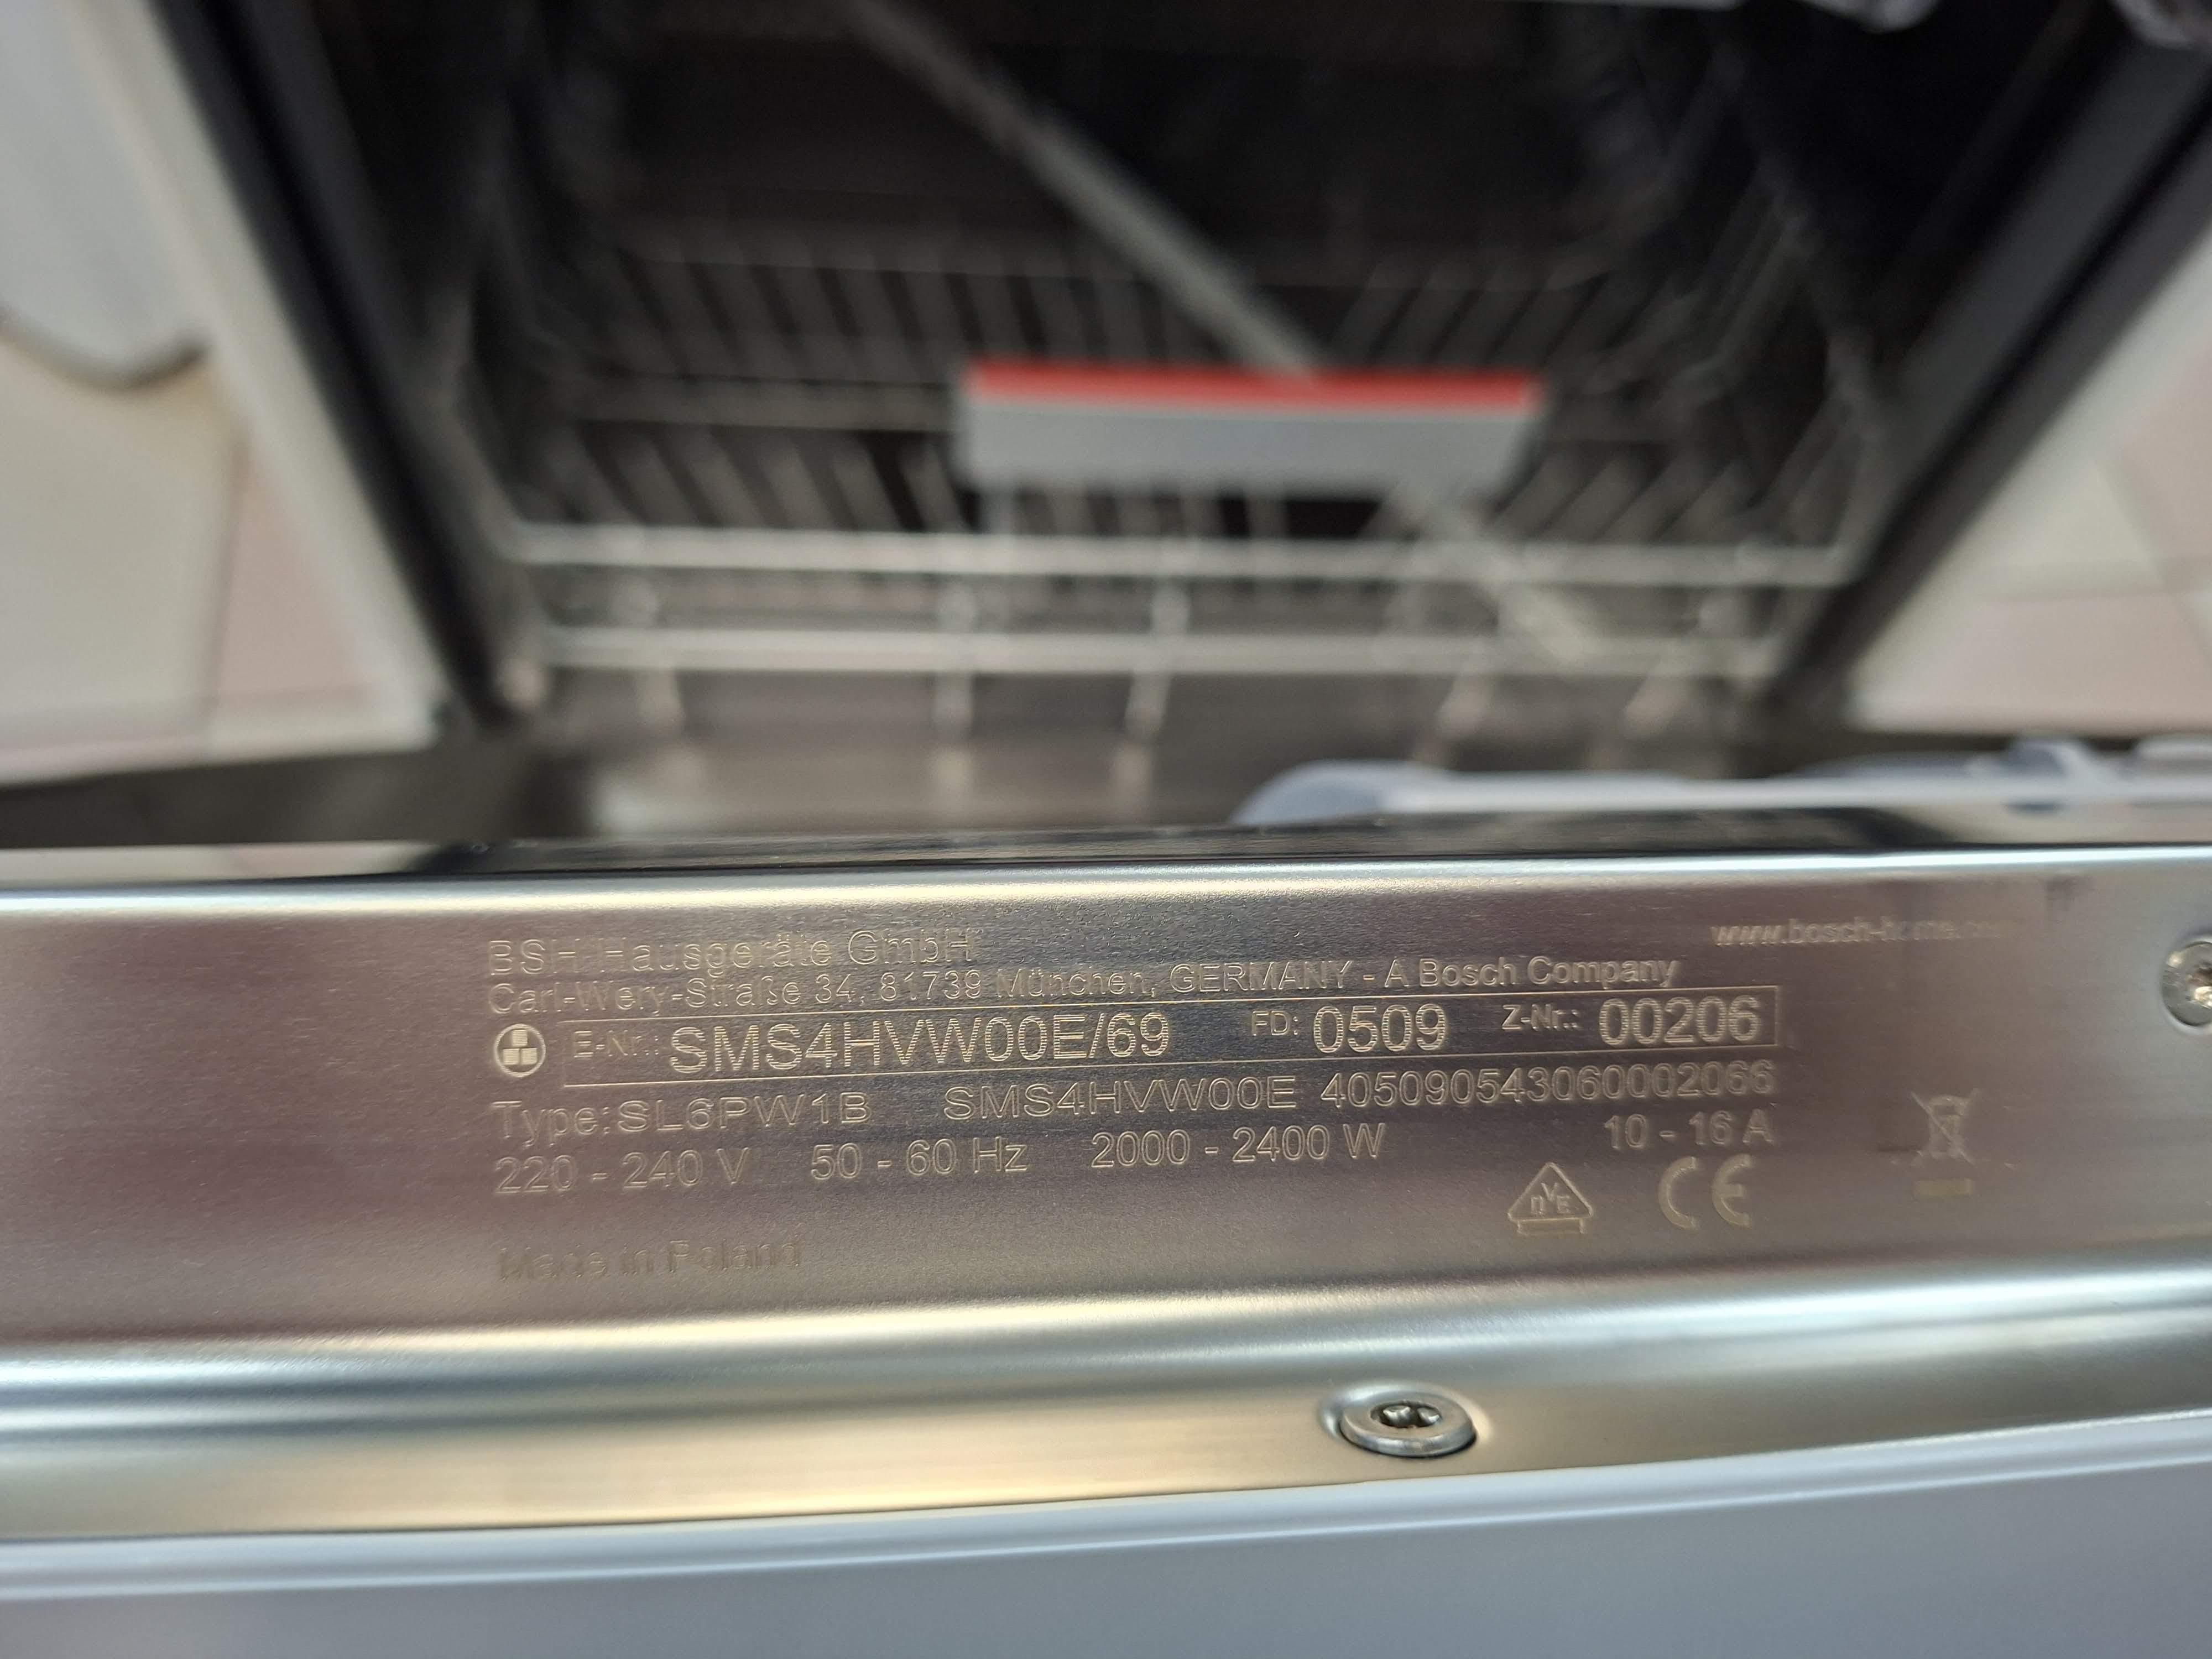 www.bosch-home.com
BSH Hausgeräte GmbH
Carl-Wery-Straße 34, 81739 München, GERMANY - A Bosch Company
E-Nr.: SMS4HVW00E/69 FD: 0509 Z-Nr.: 00206
Type:SL6PW1B SMS4HVW00E 405090543060002066
220 - 240 V 50 - 60 Hz 2000 - 2400 W 10 - 16 A
DVE CE
Made in Poland